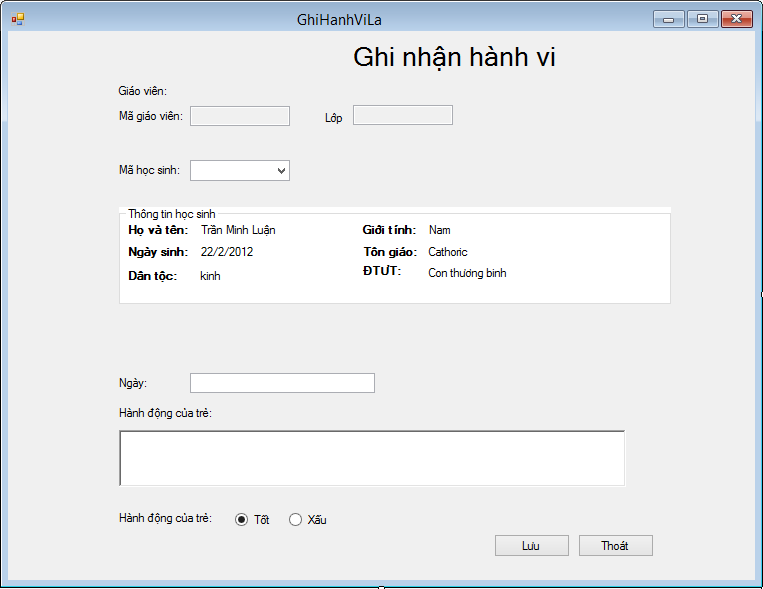 GhiHanhViLa
Ghi nhận hành vi
Giáo viên:
Mã giáo viên: Lớp
Mã học sinh:
Thông tin học sinh
Họ và tên: Trần Minh Luận Giới tính: Nam
Ngày sinh: 22/2/2012 Tôn giáo: Cathoric
Dân tộc: kinh ĐTƯT: Con thương binh
Ngày:
Hành động của trẻ:
Hành động của trẻ: Tốt Xấu
Lưu Thoát